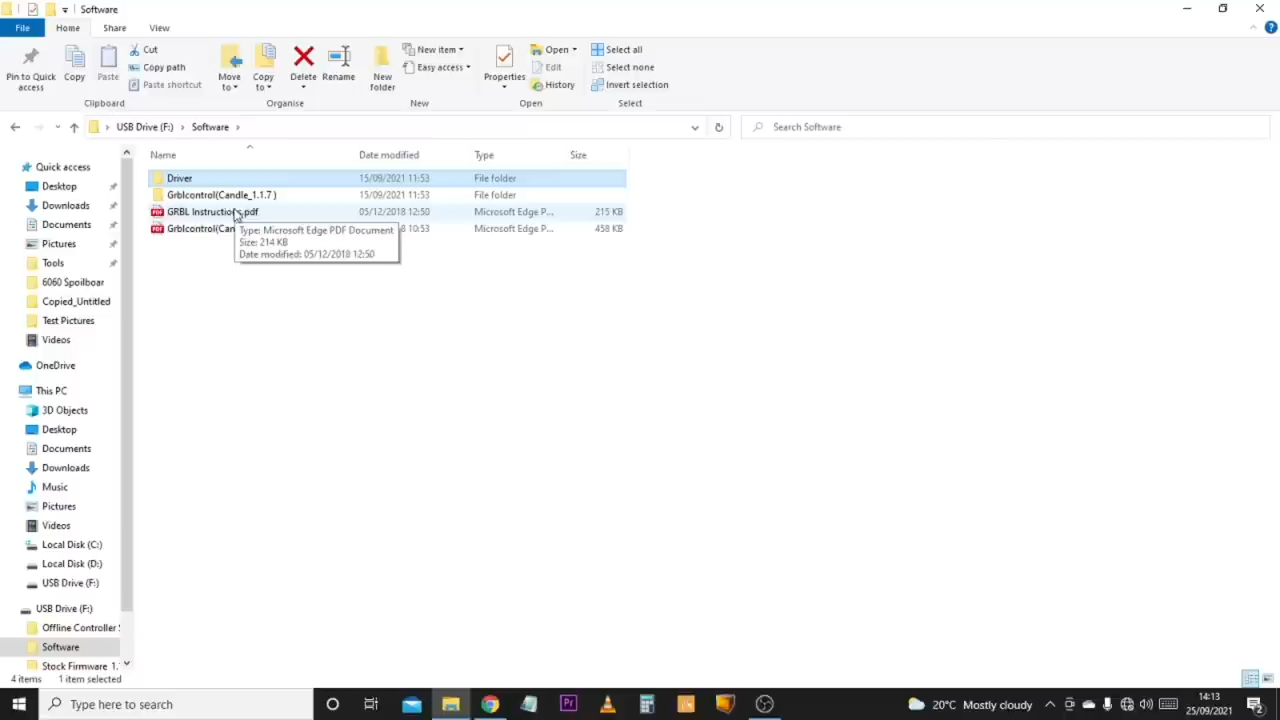 Software
File Home Share View
Pin to Quick access
Copy
Paste
Cut
Copy path
Paste shortcut
Move to
Copy to
Delete
Rename
New folder
New item
Easy access
Properties
Open
Edit
History
Select all
Select none
Invert selection
Clipboard Organise New Open Select
USB Drive (F:) Software
Search Software
Name Date modified Type Size
Driver 15/09/2021 11:53 File folder
Grblcontrol(Candle_1.1.7 ) 15/09/2021 11:53 File folder
GRBL Instructions.pdf 05/12/2018 12:50 Microsoft Edge P... 215 KB
Grblcontrol(Can 8 10:53 Microsoft Edge P... 458 KB
Type: Microsoft Edge PDF Document
Size: 214 KB
Date modified: 05/12/2018 12:50
Quick access
Desktop
Downloads
Documents
Pictures
Tools
6060 Spoilboar
Copied_Untitled
Test Pictures
Videos
OneDrive
This PC
3D Objects
Desktop
Documents
Downloads
Music
Pictures
Videos
Local Disk (C:)
Local Disk (D:)
USB Drive (F:)
USB Drive (F:)
Offline Controller S
Software
Stock Firmware 1.
4 items 1 item selected
Type here to search
Pr
20°C Mostly cloudy
14:13
25/09/2021
2